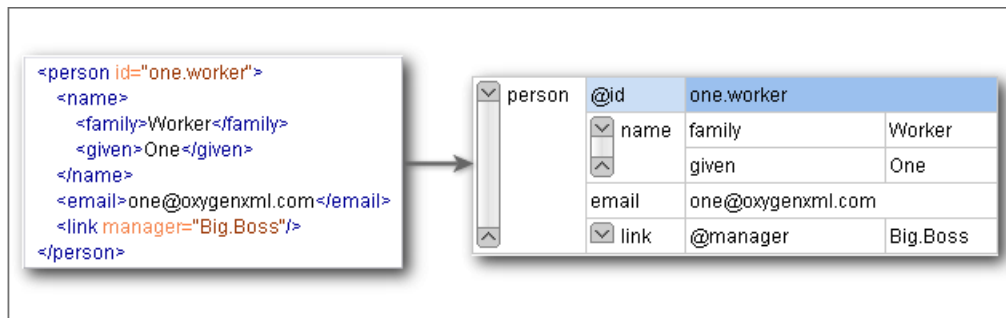 <person id="one.worker">
<name>
<family>Worker</family>
<given>One</given>
</name>
<email>one@oxygenxml.com</email>
<link manager="Big.Boss"/>
</person>
person @id one.worker
name family Worker
given One
email one@oxygenxml.com
link @manager Big.Boss